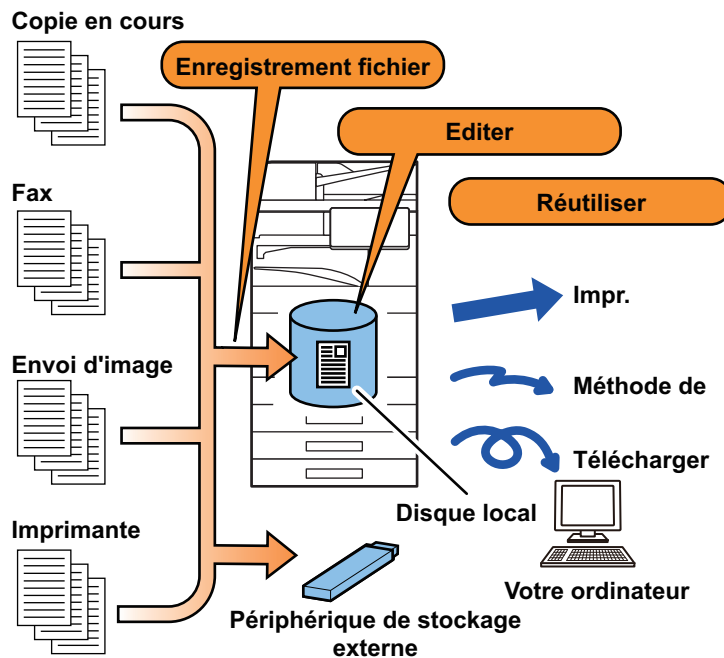 Copie en cours
Enregistrement fichier
Editer
Fax
Réutiliser
Impr.
Envoi d'image
Méthode de
Télécharger
Disque local
Imprimante
Votre ordinateur
Périphérique de stockage
externe